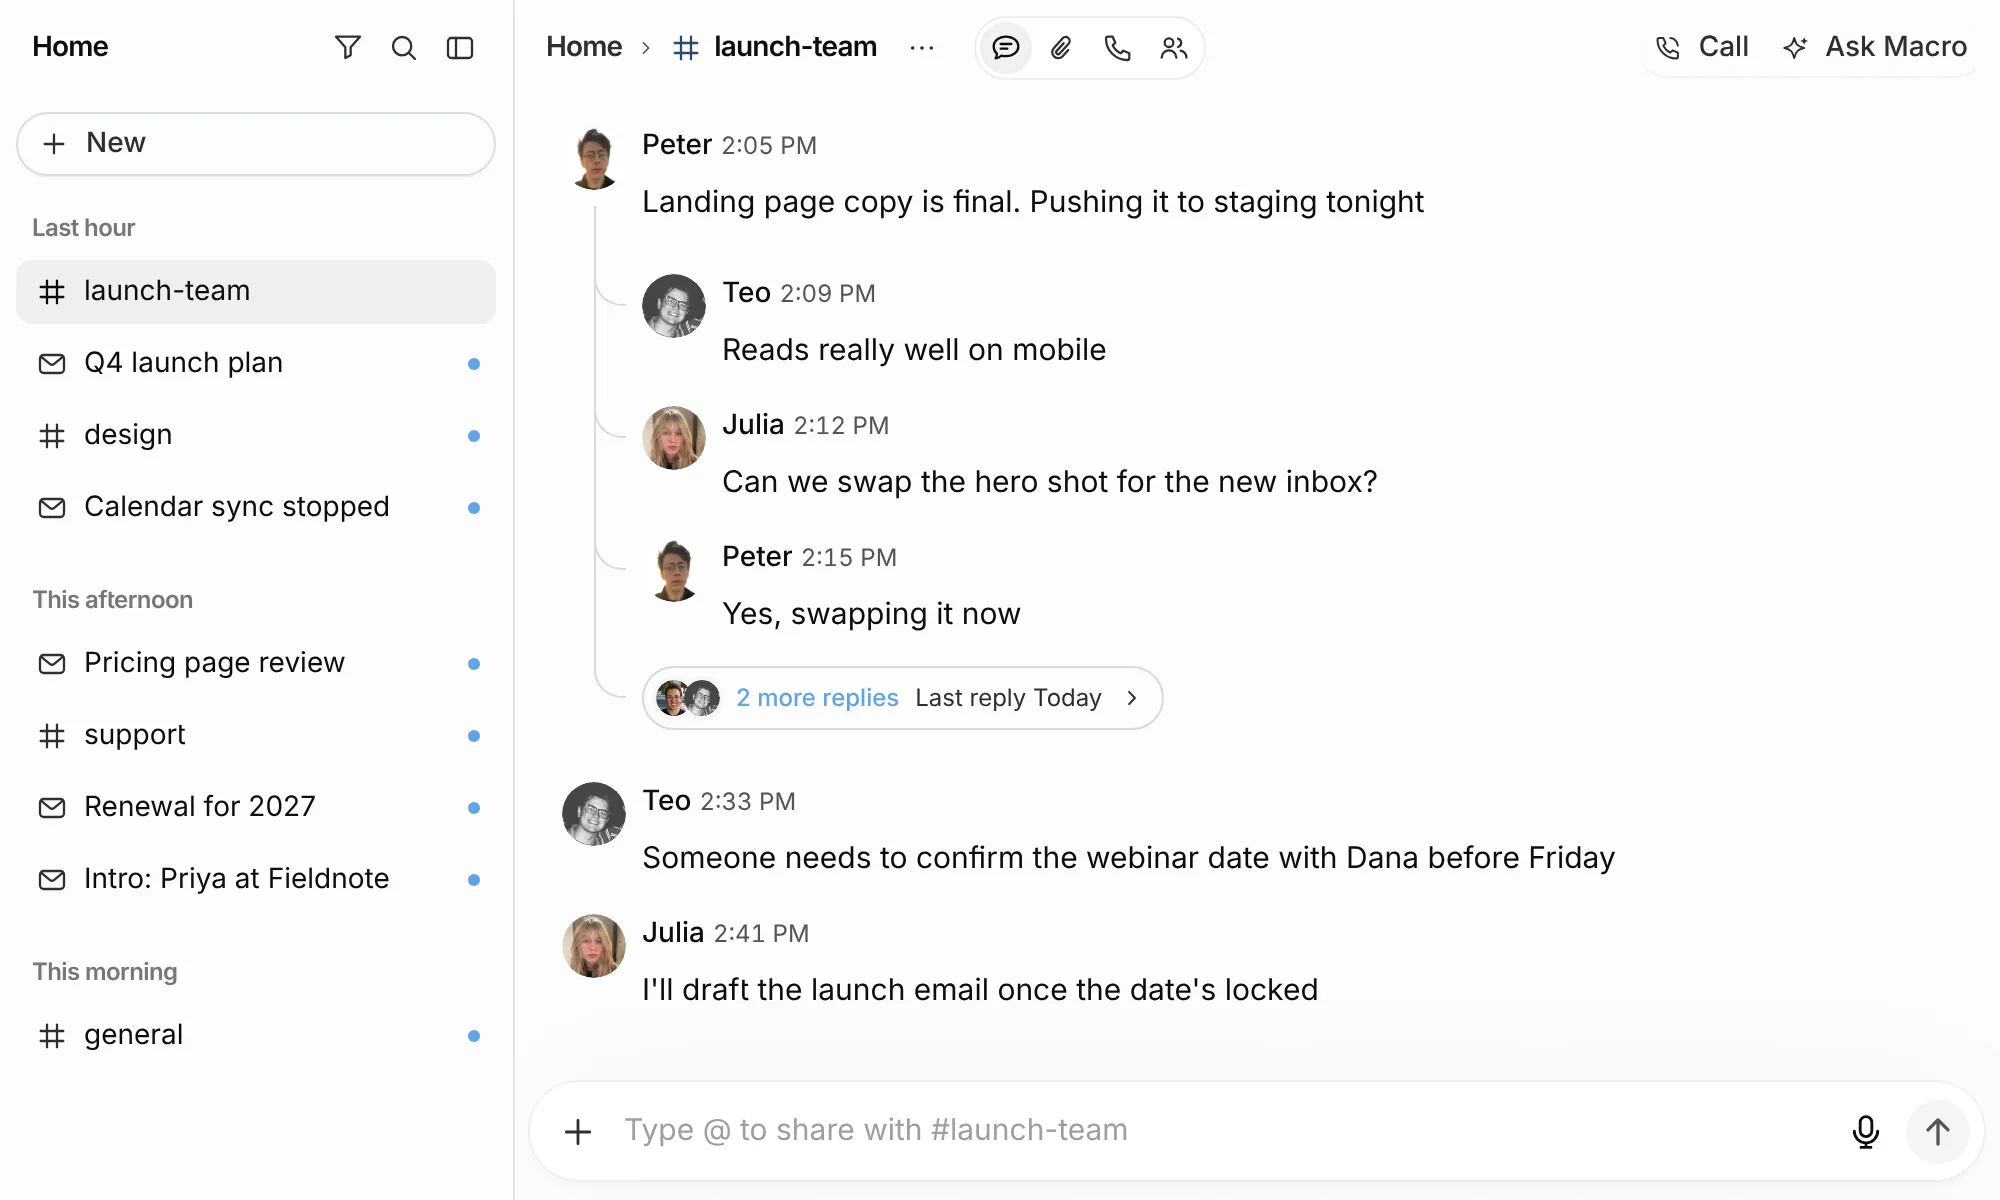 Home
New
Last hour
launch-team
Q4 launch plan
design
Calendar sync stopped
This afternoon
Pricing page review
support
Renewal for 2027
Intro: Priya at Fieldnote
This morning
general
Home › # launch-team ...
Call
Ask Macro
Peter 2:05 PM
Landing page copy is final. Pushing it to staging tonight
Teo 2:09 PM
Reads really well on mobile
Julia 2:12 PM
Can we swap the hero shot for the new inbox?
Peter 2:15 PM
Yes, swapping it now
2 more replies Last reply Today
Teo 2:33 PM
Someone needs to confirm the webinar date with Dana before Friday
Julia 2:41 PM
I'll draft the launch email once the date's locked
Type @ to share with #launch-team